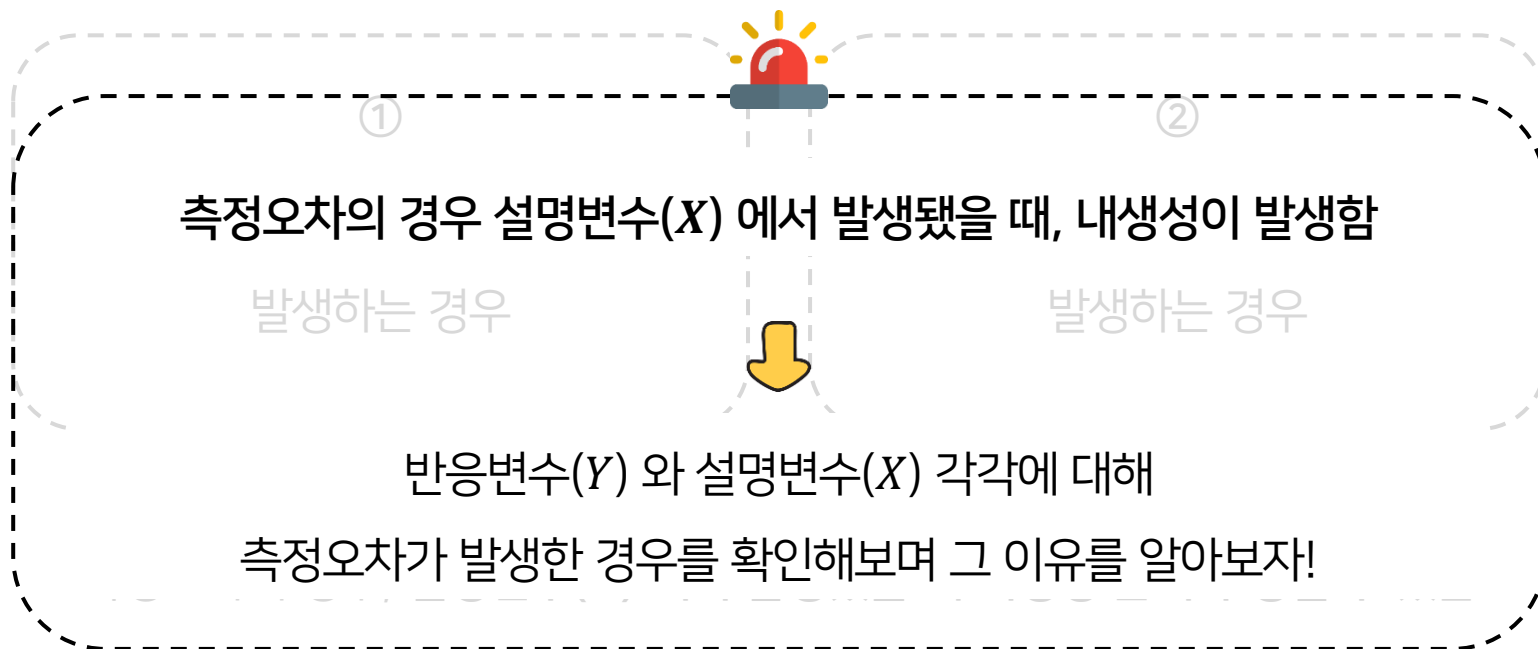 ①
②
측정오차의 경우 설명변수(X) 에서 발생됐을 때, 내생성이 발생함
발생하는 경우
발생하는 경우
반응변수(Y) 와 설명변수(X) 각각에 대해
측정오차가 발생한 경우를 확인해보며 그 이유를 알아보자!